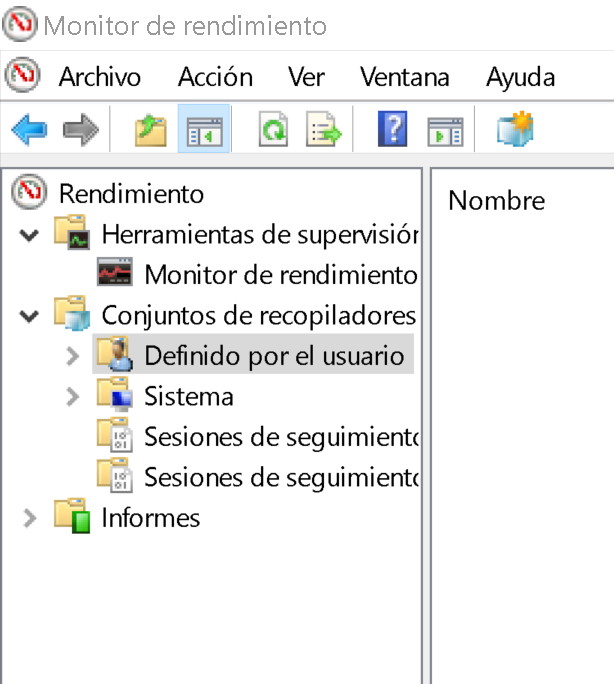 Monitor de rendimiento
Archivo Acción Ver Ventana Ayuda
Rendimiento
Herramientas de supervisión
Monitor de rendimiento
Conjuntos de recopiladores
Definido por el usuario
Sistema
Sesiones de seguimiento
Sesiones de seguimiento
Informes
Nombre